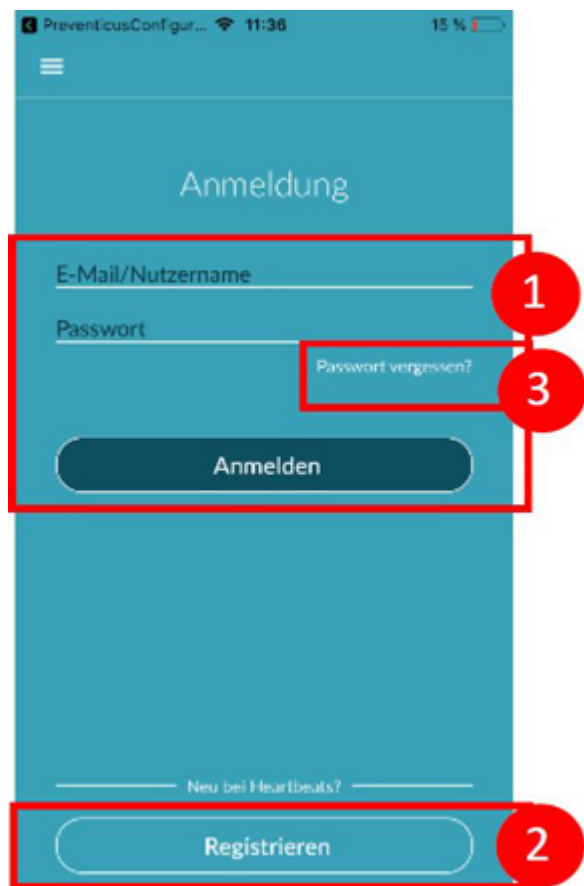 PreventicusConfigur... 11:36 15 %
Anmeldung
E-Mail/Nutzername
1
Passwort
Passwort vergessen?
3
Anmelden
Neu bei Heartbeats?
Registrieren
2